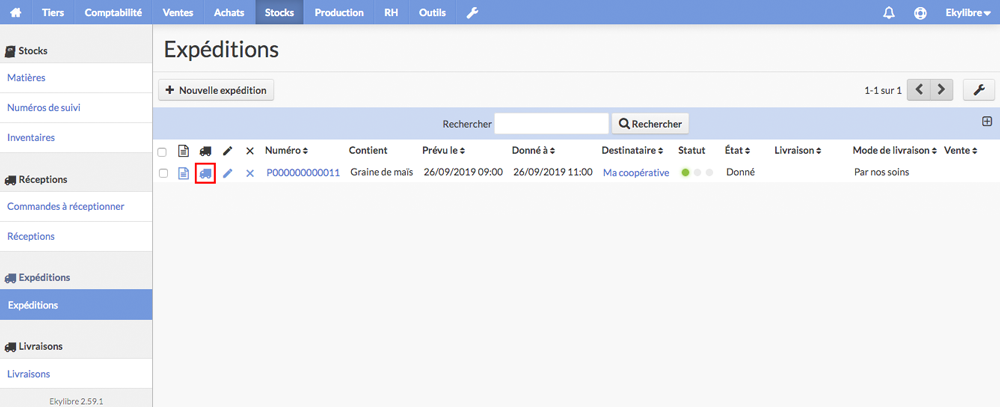 Tiers Comptabilité Ventes Achats Stocks Production RH Outils Ekylibre
Stocks
Matières
Numéros de suivi
Inventaires
Réceptions
Commandes à réceptionner
Réceptions
Expéditions
Expéditions
Livraisons
Livraisons
Ekylibre 2.59.1
Expéditions
Nouvelle expédition 1-1 sur 1
Rechercher Rechercher
Numéro Contient Prévu le Donné à Destinataire Statut État Livraison Mode de livraison Vente
P000000000011 Graine de maïs 26/09/2019 09:00 26/09/2019 11:00 Ma coopérative Donné Par nos soins